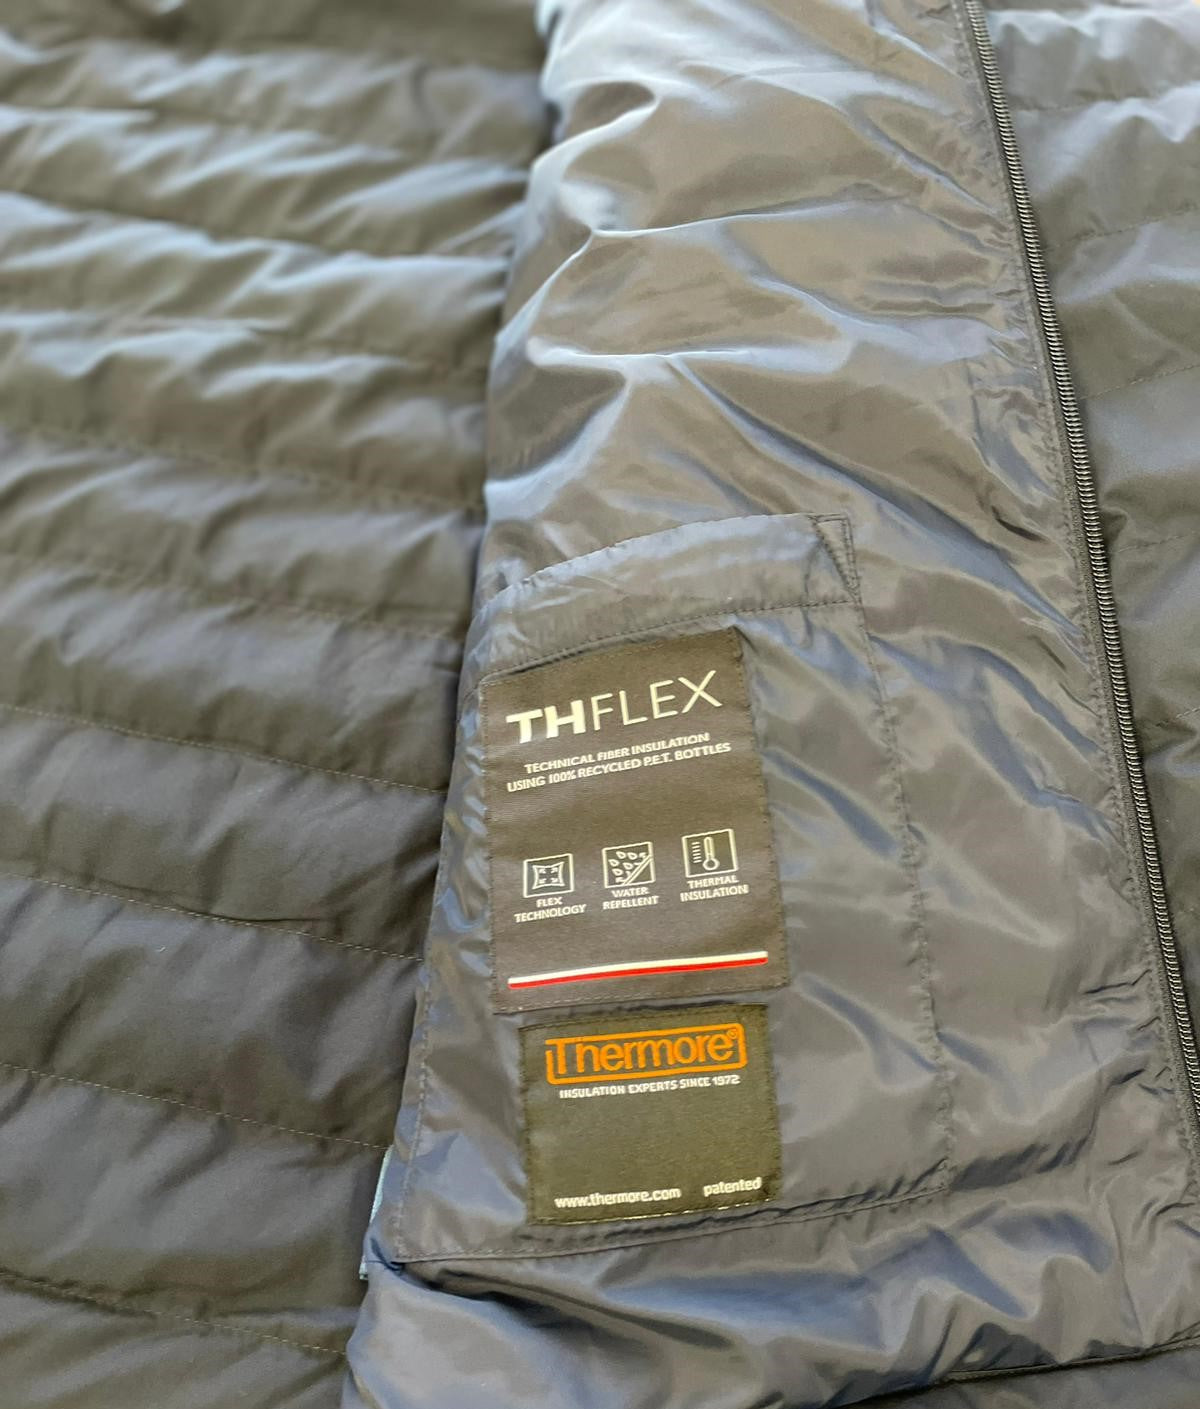 THFLEX
TECHNICAL FIBER INSULATION
USING 100% RECYCLED P.E.T. BOTTLES
FLEX
TECHNOLOGY
WATER
REPELLENT
THERMAL
INSULATION
Thermore®
INSULATION EXPERTS SINCE 1972
www.thermore.com patented